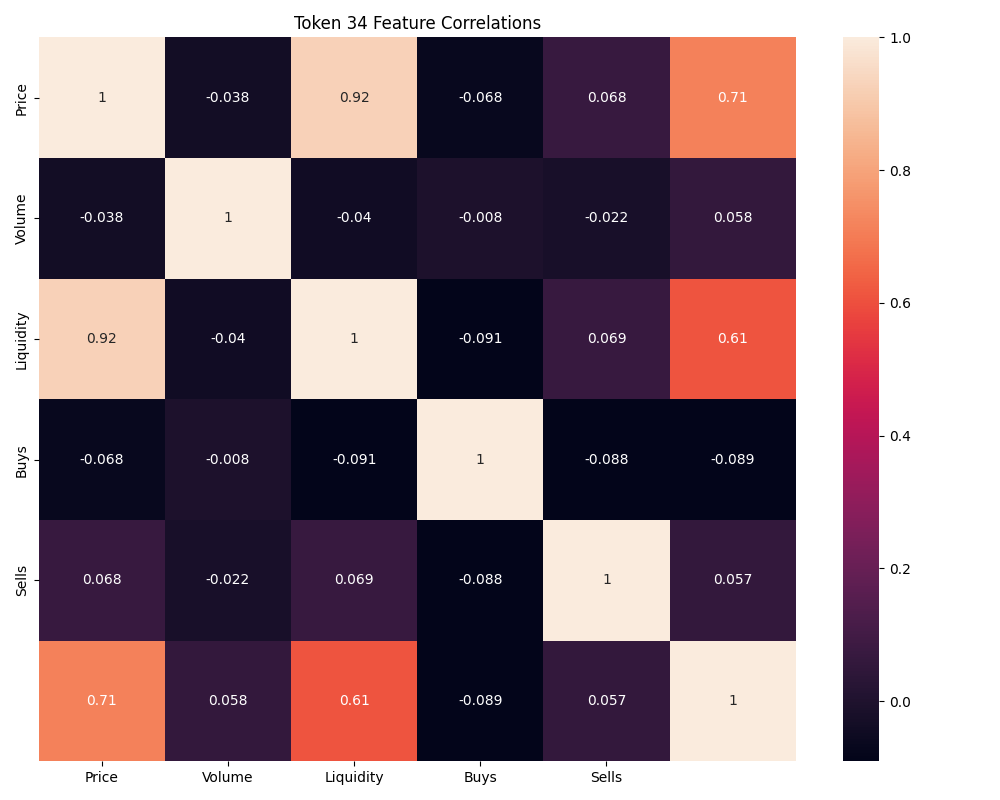 Token 34 Feature Correlations
Price 1 -0.038 0.92 -0.068 0.068 0.71
Volume -0.038 1 -0.04 -0.008 -0.022 0.058
Liquidity 0.92 -0.04 1 -0.091 0.069 0.61
Buys -0.068 -0.008 -0.091 1 -0.088 -0.089
Sells 0.068 -0.022 0.069 -0.088 1 0.057
0.71 0.058 0.61 -0.089 0.057 1
Price Volume Liquidity Buys Sells
1.0
0.8
0.6
0.4
0.2
0.0